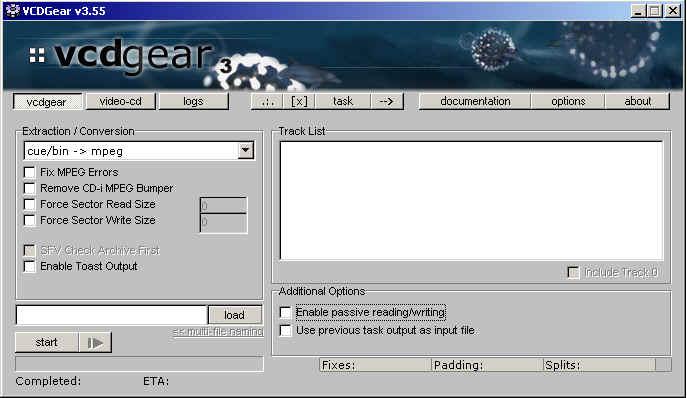 VCDGear v3.55
:: vcdgear 3
vcdgear video-cd logs .:. [x] task --> documentation options about
Extraction / Conversion
cue/bin -> mpeg
Fix MPEG Errors
Remove CD-i MPEG Bumper
Force Sector Read Size 0
Force Sector Write Size 0
SFV Check Archive First
Enable Toast Output
load
<< multi-file naming
start
Completed: ETA:
Track List
Include Track 0
Additional Options
Enable passive reading/writing
Use previous task output as input file
Fixes: Padding: Splits: